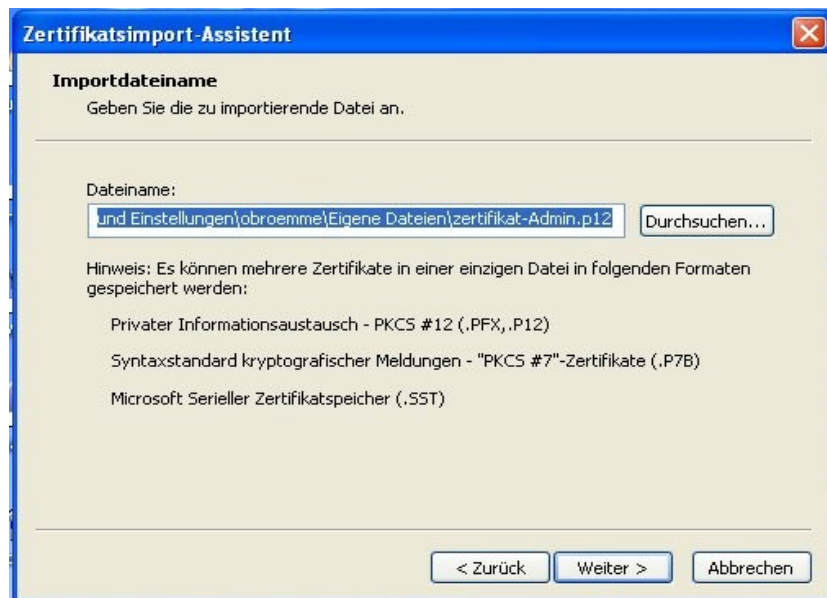 Zertifikatsimport-Assistent
Importdateiname
Geben Sie die zu importierende Datei an.
Dateiname:
und Einstellungen\obroemme\Eigene Dateien\zertifikat-Admin.p12
Durchsuchen...
Hinweis: Es können mehrere Zertifikate in einer einzigen Datei in folgenden Formaten
gespeichert werden:
Privater Informationsaustausch - PKCS #12 (.PFX,.P12)
Syntaxstandard kryptografischer Meldungen - "PKCS #7"-Zertifikate (.P7B)
Microsoft Serieller Zertifikatspeicher (.SST)
< Zurück
Weiter >
Abbrechen